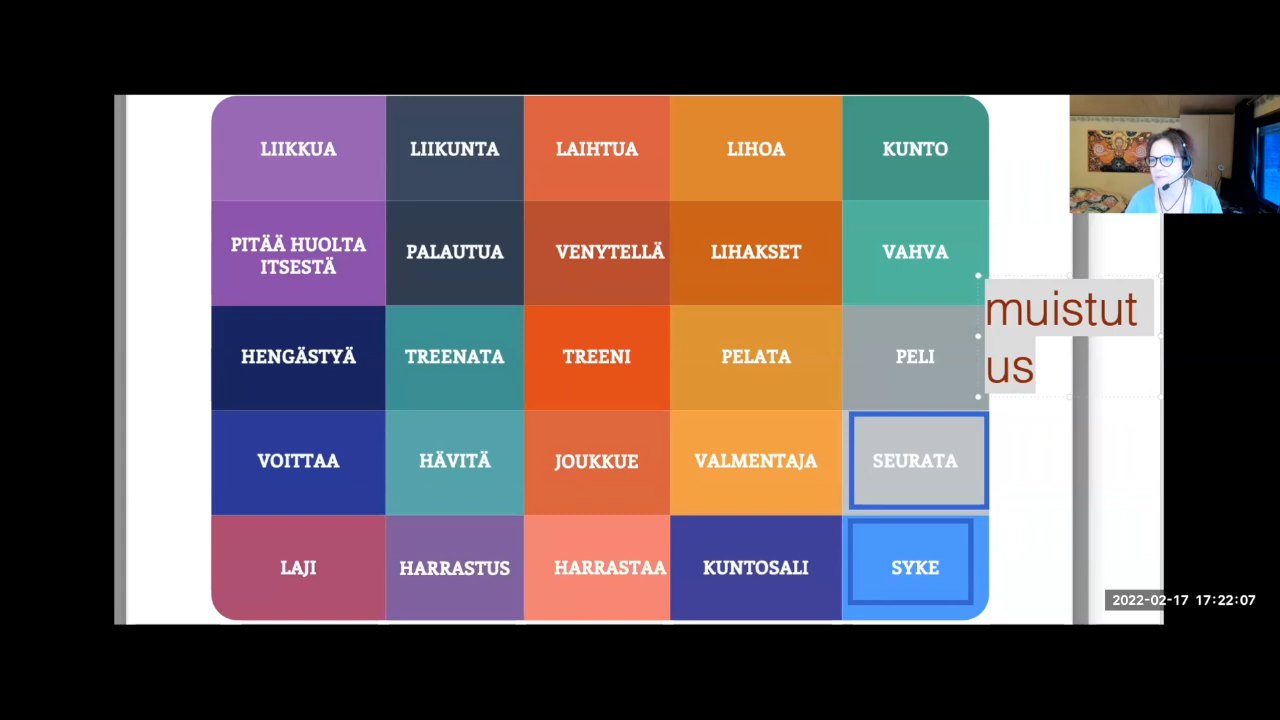 LIIKKUA
LIIKUNTA
LAIHTUA
LIHOA
KUNTO
PITÄÄ HUOLTA
ITSESTÄ
PALAUTUA
VENYTELLÄ
LIHAKSET
VAHVA
muistut
us
HENGÄSTYÄ
TREENATA
TREENI
PELATA
PELI
VOITTAA
HÄVITÄ
JOUKKUE
VALMENTAJA
SEURATA
LAJI
HARRASTUS
HARRASTAA
KUNTOSALI
SYKE
2022-02-17 17:22:07